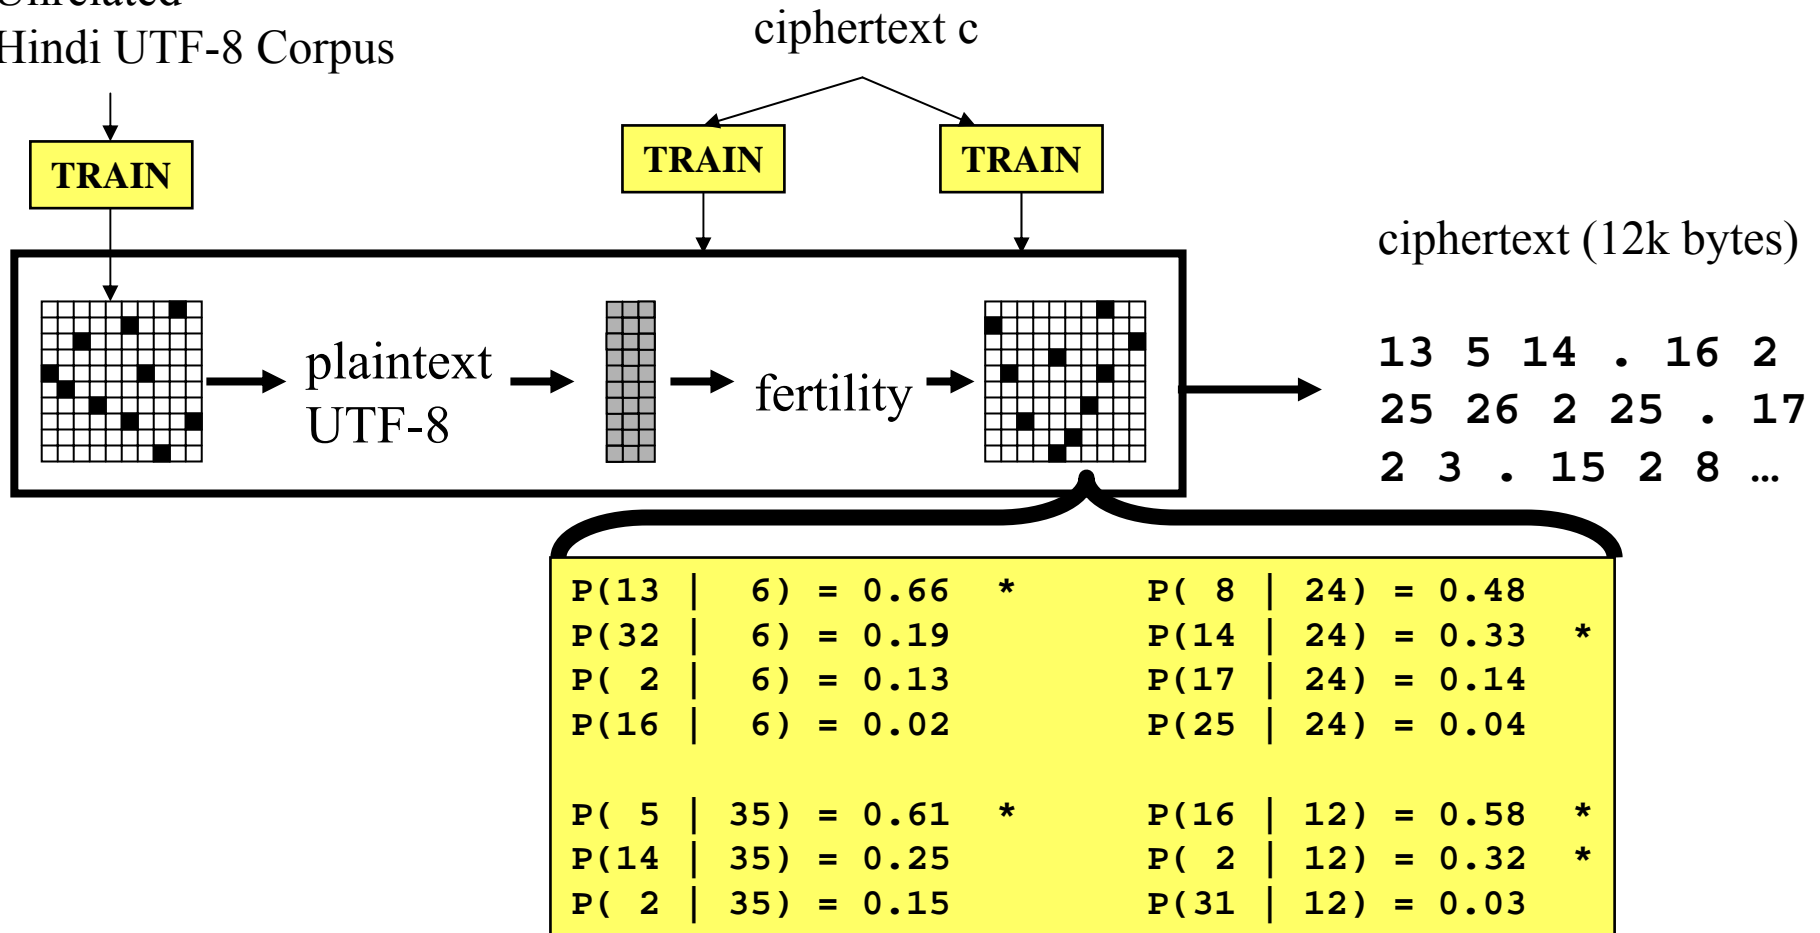 Unrelated
Hindi UTF-8 Corpus
ciphertext c
TRAIN
TRAIN
TRAIN
ciphertext (12k bytes)
plaintext
UTF-8
fertility
13 5 14 . 16 2
25 26 2 25 . 17
2 3 . 15 2 8 …
P(13 | 6) = 0.66 *
P(32 | 6) = 0.19
P( 2 | 6) = 0.13
P(16 | 6) = 0.02
P( 8 | 24) = 0.48
P(14 | 24) = 0.33 *
P(17 | 24) = 0.14
P(25 | 24) = 0.04
P( 5 | 35) = 0.61 *
P(14 | 35) = 0.25
P( 2 | 35) = 0.15
P(16 | 12) = 0.58 *
P( 2 | 12) = 0.32 *
P(31 | 12) = 0.03